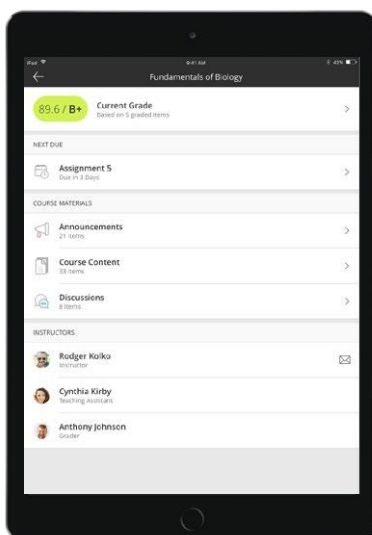 iPad
9:41 AM
42%
Fundamentals of Biology
89.6 / B+
Current Grade
Based on 5 graded items
NEXT DUE
Assignment 5
Due in 3 Days
COURSE MATERIALS
Announcements
21 items
Course Content
33 items
Discussions
8 items
INSTRUCTORS
Rodger Kolko
Instructor
Cynthia Kirby
Teaching Assistant
Anthony Johnson
Grader